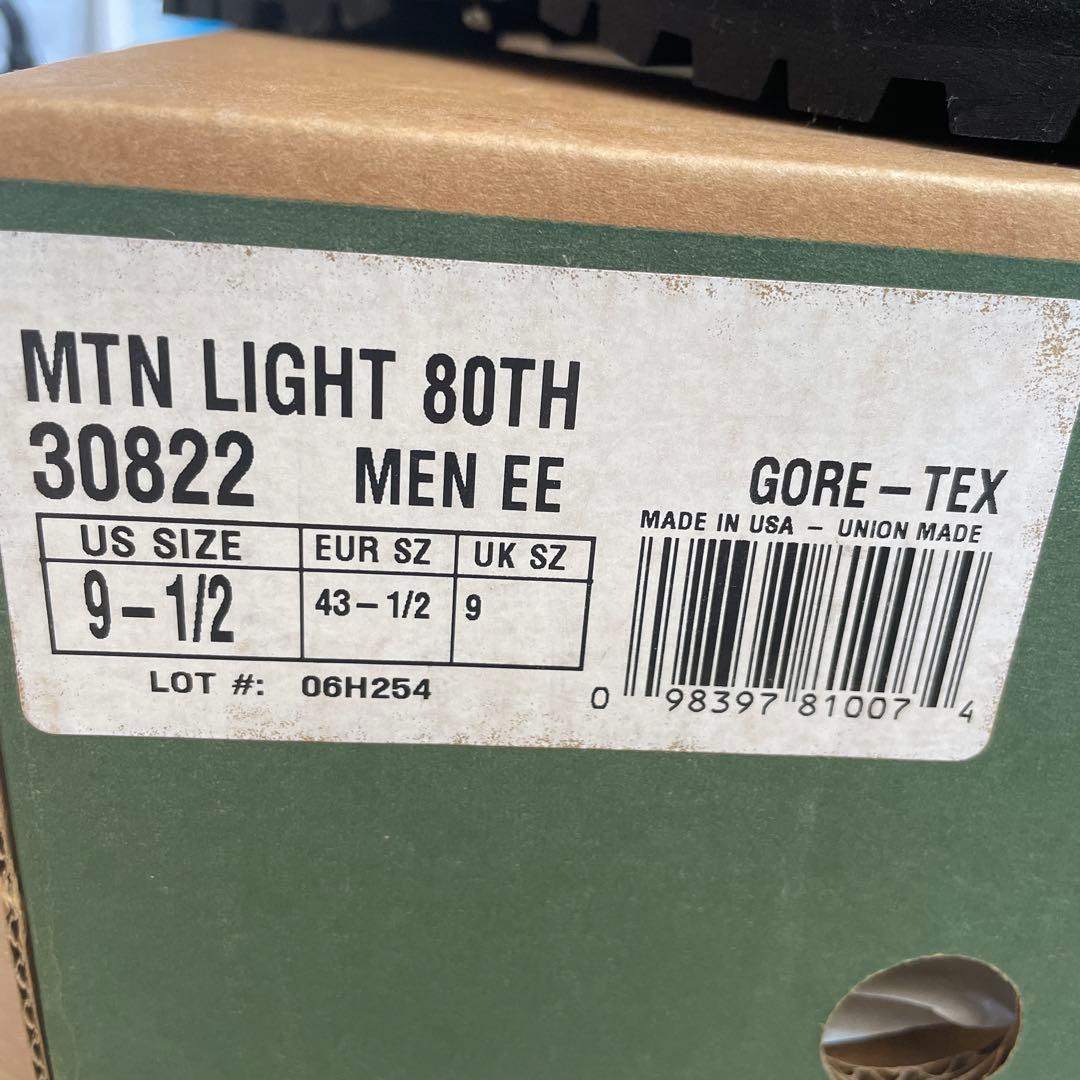 MTN LIGHT 80TH
30822 MEN EE
GORE-TEX
MADE IN USA - UNION MADE
US SIZE EUR SZ UK SZ
9-1/2 43-1/2 9
LOT #: 06H254
0 98397 81007 4